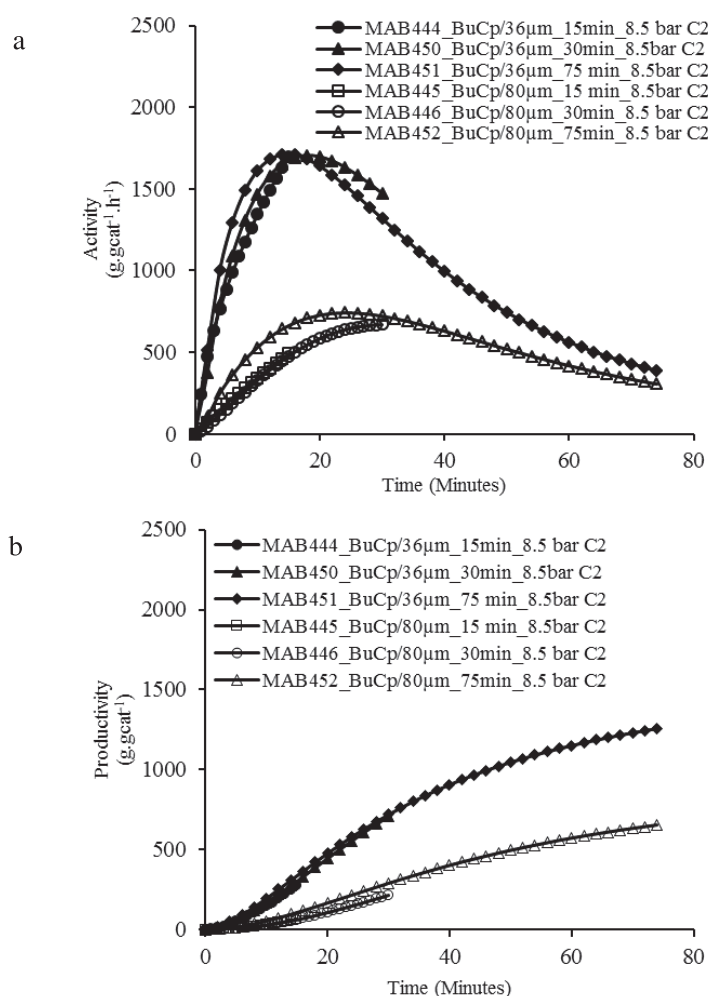 a
MAB444_BuCp/36µm_15min_8.5 bar C2
MAB450_BuCp/36µm_30min_8.5bar C2
MAB451_BuCp/36µm_75 min_8.5bar C2
MAB445_BuCp/80µm_15 min_8.5bar C2
MAB446_BuCp/80µm_30min_8.5 bar C2
MAB452_BuCp/80µm_75min_8.5 bar C2
2500
2000
1500
1000
500
0
Activity
(g.gcat⁻¹.h⁻¹)
0 20 40 60 80
Time (Minutes)
b
MAB444_BuCp/36µm_15min_8.5 bar C2
MAB450_BuCp/36µm_30min_8.5bar C2
MAB451_BuCp/36µm_75 min_8.5bar C2
MAB445_BuCp/80µm_15 min_8.5bar C2
MAB446_BuCp/80µm_30min_8.5 bar C2
MAB452_BuCp/80µm_75min_8.5 bar C2
2500
2000
1500
1000
500
0
Productivity
(g.gcat⁻¹)
0 20 40 60 80
Time (Minutes)